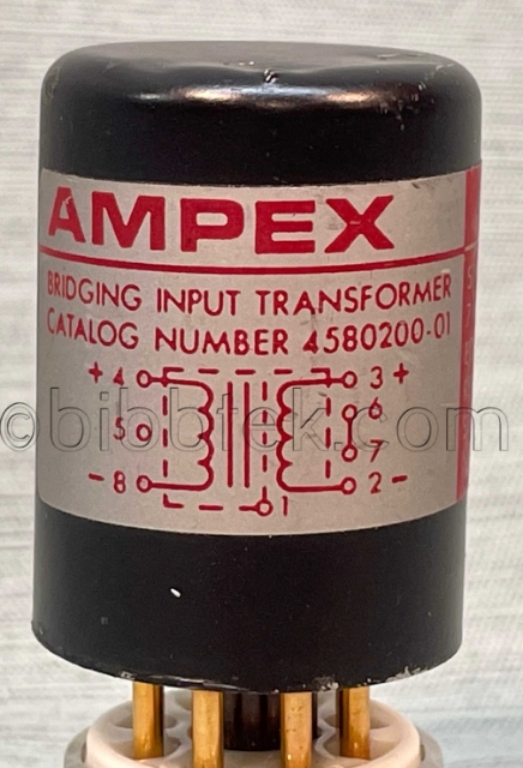 AMPEX
BRIDGING INPUT TRANSFORMER
CATALOG NUMBER 4580200-01
+ 4 3 +
©bibbtek.com
5 6
7
- 8 2 -
1